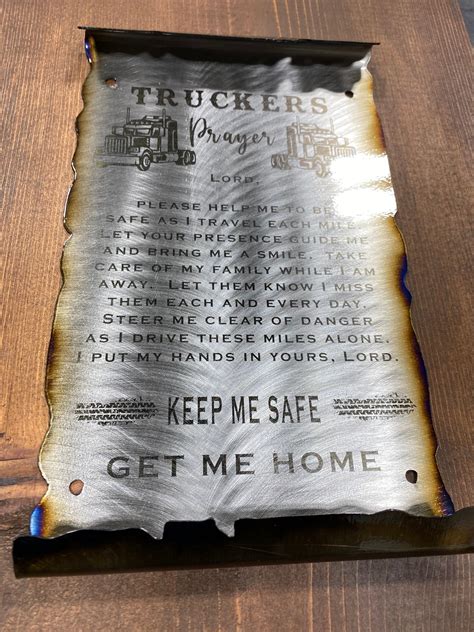 TRUCKERS
Prayer
LORD,
PLEASE HELP ME TO BE
SAFE AS I TRAVEL EACH MILE.
LET YOUR PRESENCE GUIDE ME
AND BRING ME A SMILE. TAKE
CARE OF MY FAMILY WHILE I AM
AWAY. LET THEM KNOW I MISS
THEM EACH AND EVERY DAY.
STEER ME CLEAR OF DANGER
AS I DRIVE THESE MILES ALONE.
I PUT MY HANDS IN YOURS, LORD.
KEEP ME SAFE
GET ME HOME